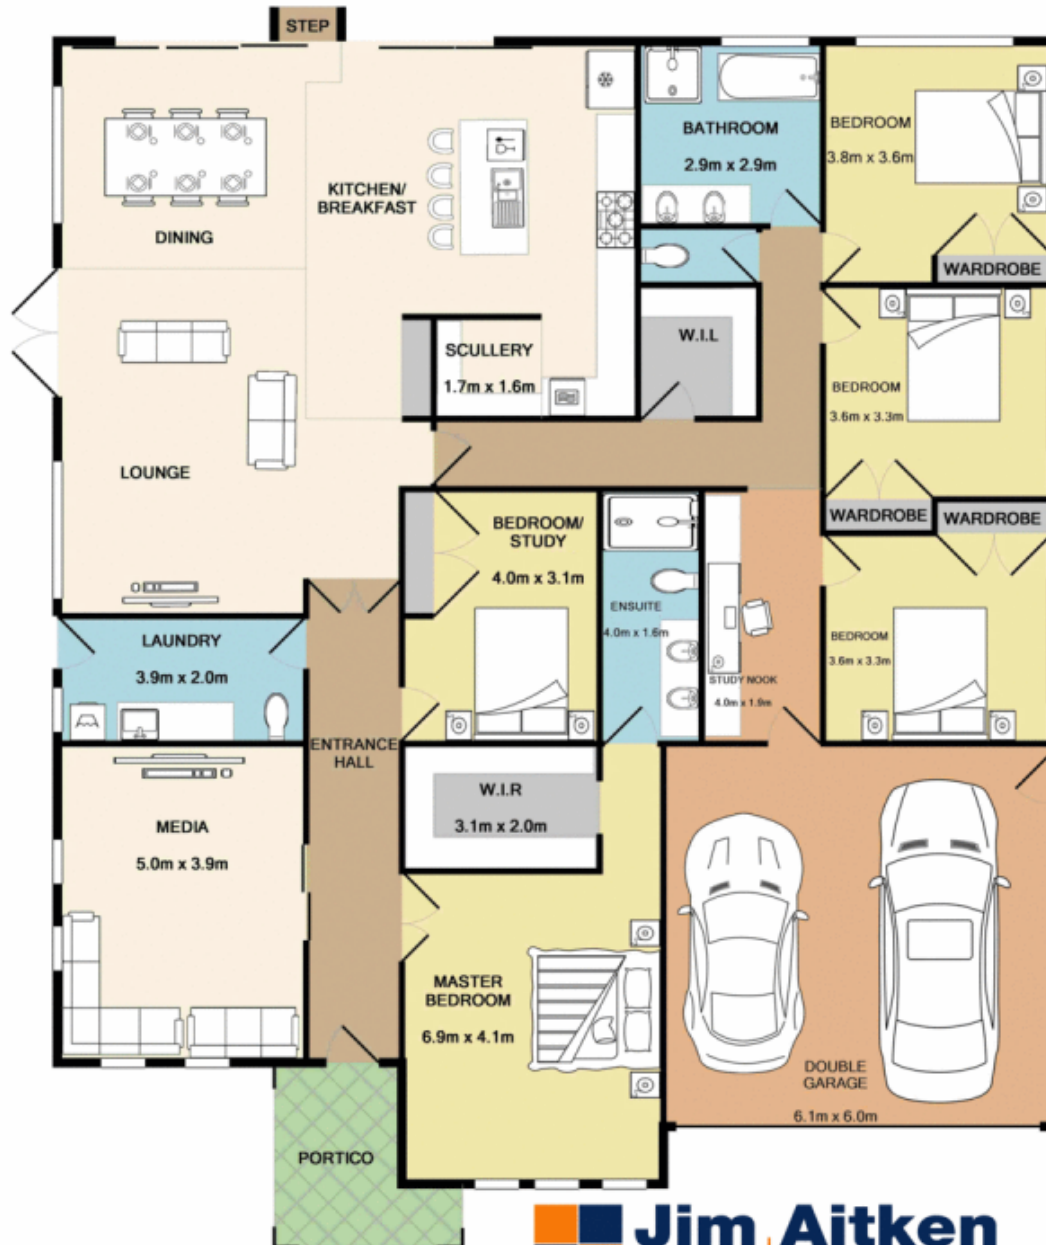 STEP
BATHROOM
2.9m x 2.9m
BEDROOM
3.8m x 3.6m
KITCHEN/
BREAKFAST
DINING
WARDROBE
W.I.L
SCULLERY
1.7m x 1.6m
BEDROOM
3.6m x 3.3m
LOUNGE
WARDROBE
WARDROBE
BEDROOM/
STUDY
4.0m x 3.1m
ENSUITE
4.0m x 1.6m
LAUNDRY
3.9m x 2.0m
BEDROOM
3.6m x 3.3m
STUDY NOOK
4.0m x 1.9m
ENTRANCE
HALL
W.I.R
3.1m x 2.0m
MEDIA
5.0m x 3.9m
MASTER
BEDROOM
6.9m x 4.1m
DOUBLE
GARAGE
6.1m x 6.0m
PORTICO
Jim Aitken